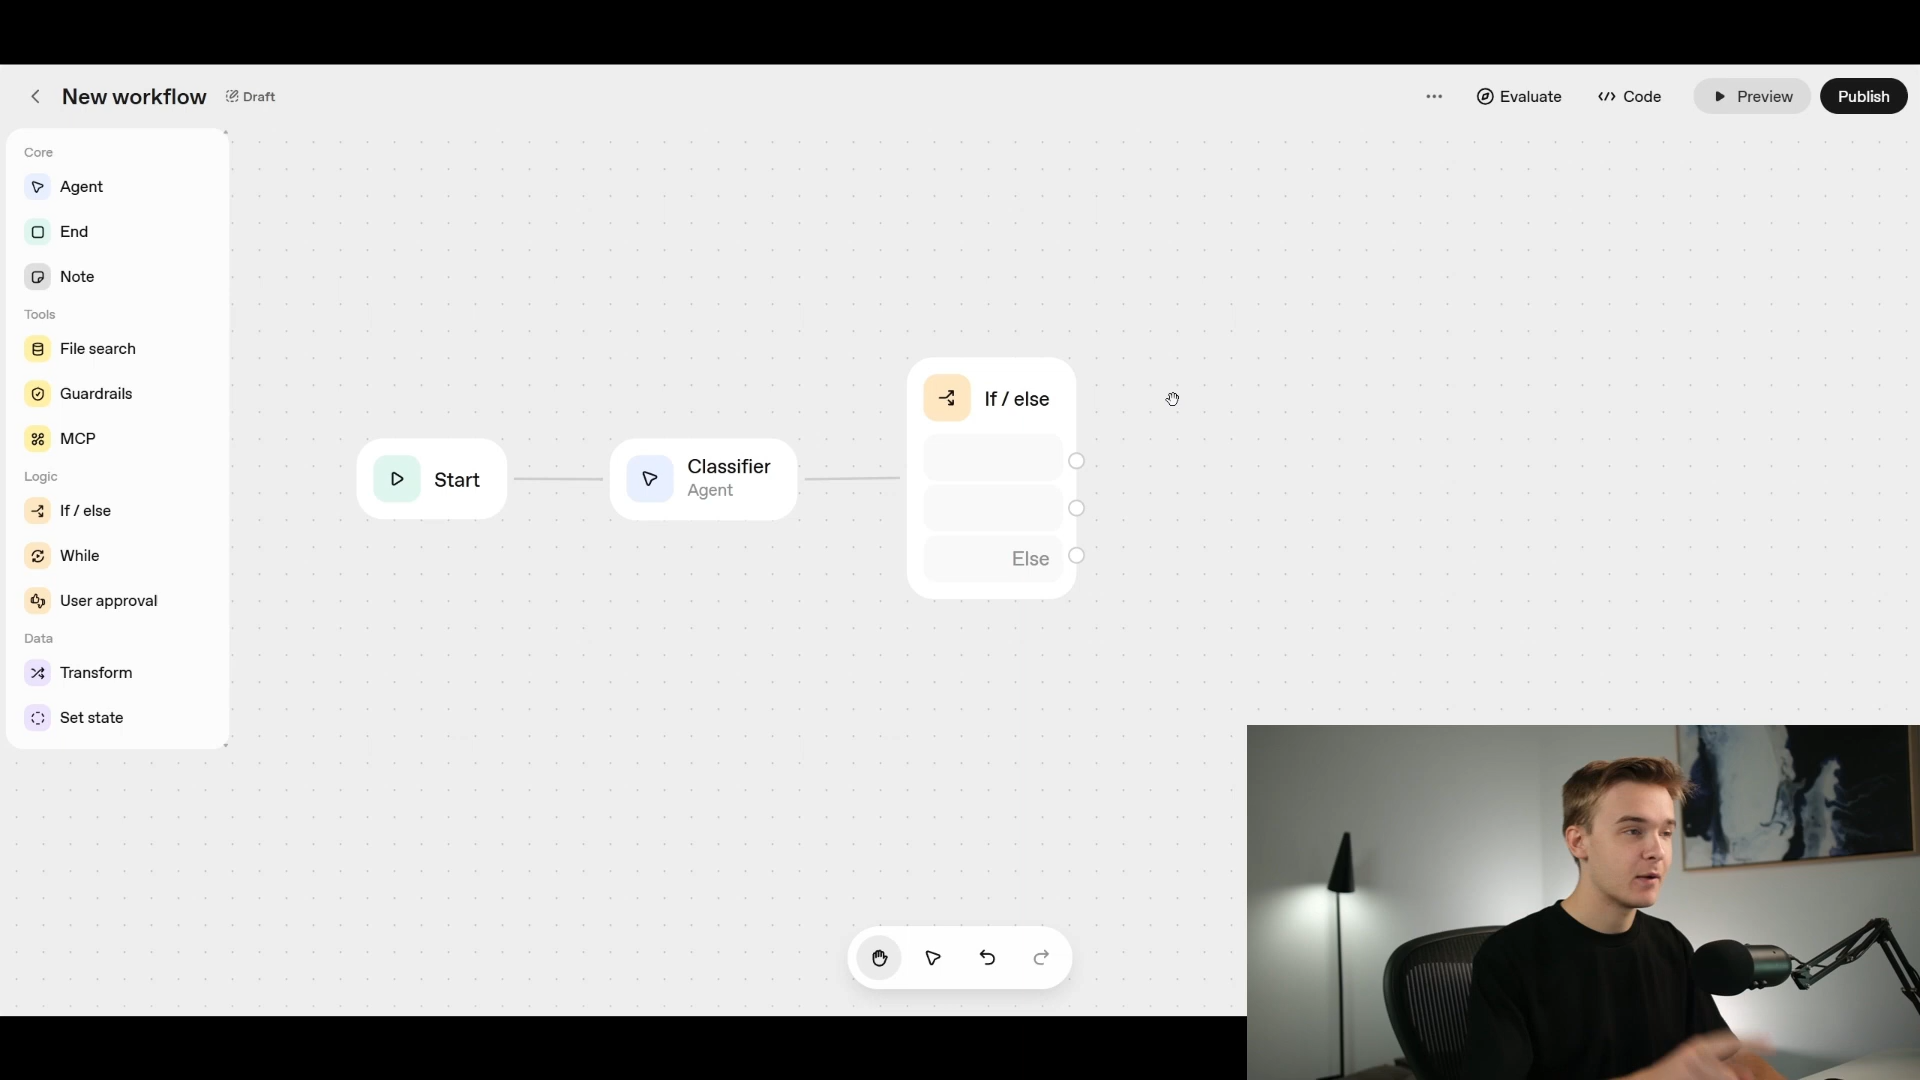 New workflow
Draft
Evaluate
Code
Preview
Publish
Core
Agent
End
Note
Tools
File search
Guardrails
MCP
Logic
If / else
While
User approval
Data
Transform
Set state
Start
Classifier
Agent
If / else
Else